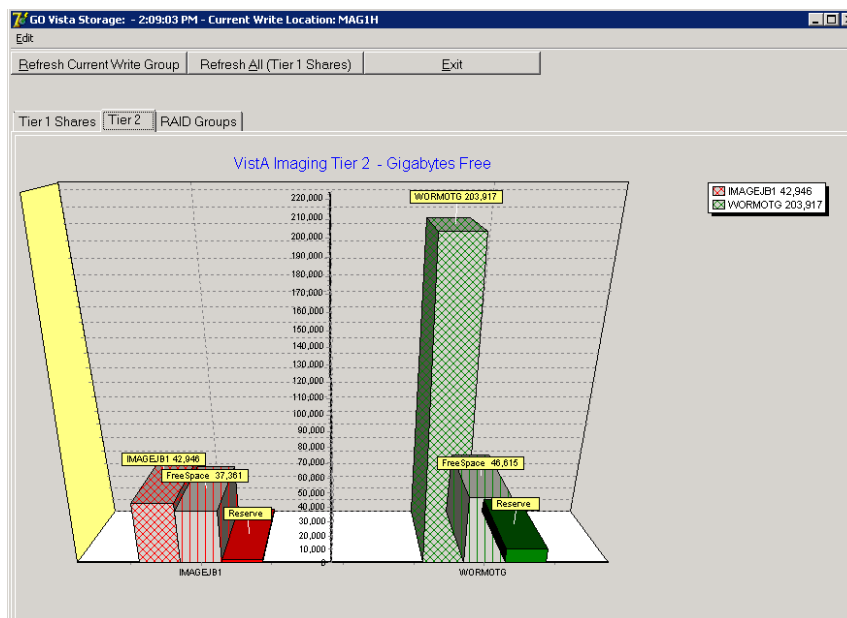 GO Vista Storage: - 2:09:03 PM - Current Write Location: MAG1H
Edit
Refresh Current Write Group Refresh All (Tier 1 Shares) Exit
Tier 1 Shares Tier 2 RAID Groups
VistA Imaging Tier 2 - Gigabytes Free
IMAGEJB1 42,946
WORMOTG 203,917
WORMOTG 203,917
220,000
210,000
200,000
190,000
180,000
170,000
160,000
150,000
140,000
130,000
120,000
110,000
100,000
90,000
80,000
70,000
60,000
50,000
40,000
30,000
20,000
10,000
0
IMAGEJB1 42,946
FreeSpace 37,361
Reserve
FreeSpace 46,615
Reserve
IMAGEJB1 WORMOTG